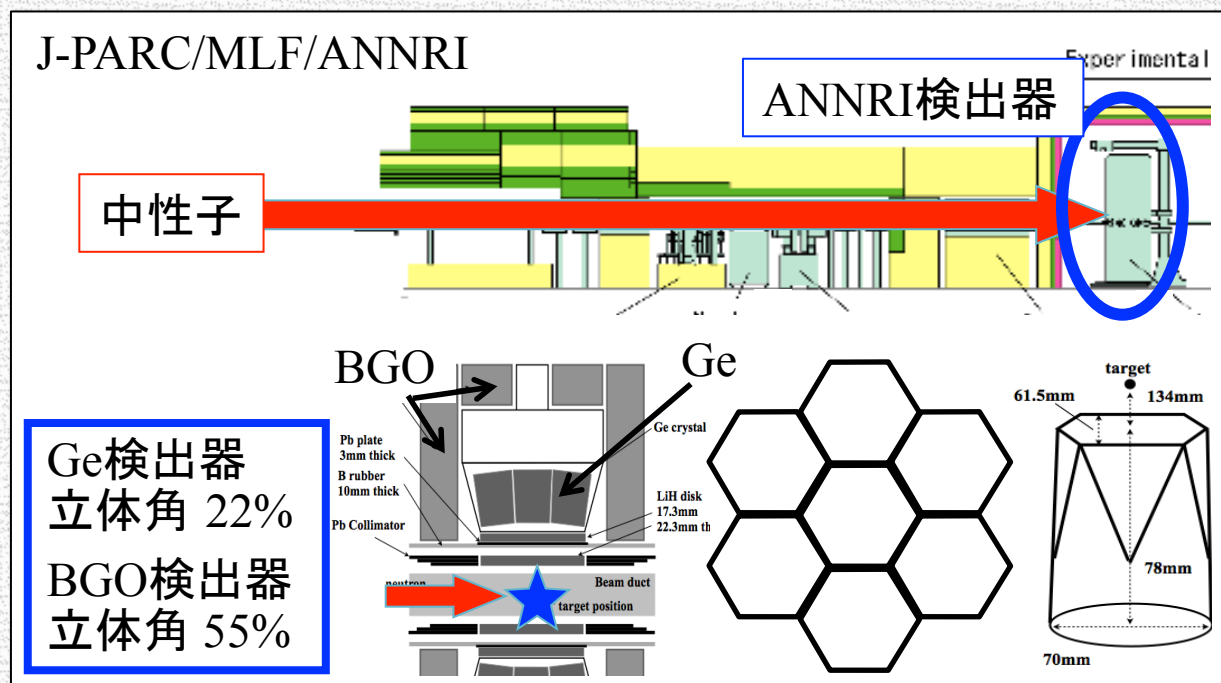 J-PARC/MLF/ANNRI
Experimental
ANNRI検出器
中性子
BGO
Ge
Pb plate
3mm thick
B rubber
10mm thick
Pb Collimator
Ge crystal
LiH disk
17.3mm
22.3mm th
neutron
Beam duct
target position
Ge検出器
立体角 22%
BGO検出器
立体角 55%
target
61.5mm
134mm
78mm
70mm